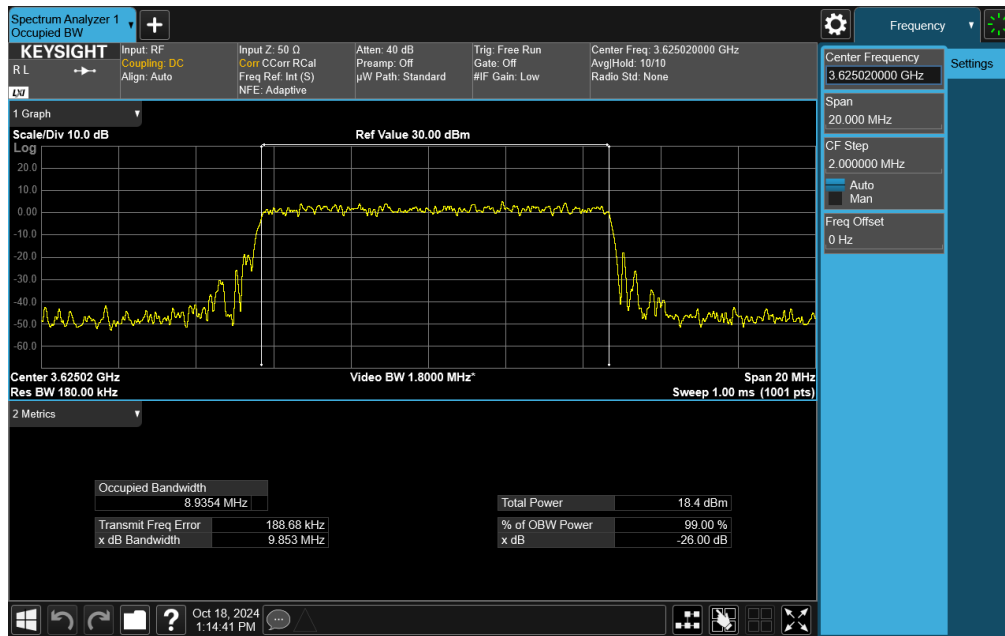 Spectrum Analyzer 1
Occupied BW
Frequency
KEYSIGHT
R L
LXI
Input: RF
Coupling: DC
Align: Auto
Input Z: 50 Ω
Corr CCorr RCal
Freq Ref: Int (S)
NFE: Adaptive
Atten: 40 dB
Preamp: Off
µW Path: Standard
Trig: Free Run
Gate: Off
#IF Gain: Low
Center Freq: 3.625020000 GHz
Avg|Hold: 10/10
Radio Std: None
Center Frequency
3.625020000 GHz
Settings
Span
20.000 MHz
CF Step
2.000000 MHz
Auto
Man
Freq Offset
0 Hz
1 Graph
Scale/Div 10.0 dB
Ref Value 30.00 dBm
Log
20.0
10.0
0.00
-10.0
-20.0
-30.0
-40.0
-50.0
-60.0
Center 3.62502 GHz
Video BW 1.8000 MHz*
Span 20 MHz
Res BW 180.00 kHz
Sweep 1.00 ms (1001 pts)
2 Metrics
Occupied Bandwidth
8.9354 MHz
Total Power 18.4 dBm
Transmit Freq Error 188.68 kHz
% of OBW Power 99.00 %
x dB Bandwidth 9.853 MHz
x dB -26.00 dB
?
Oct 18, 2024
1:14:41 PM